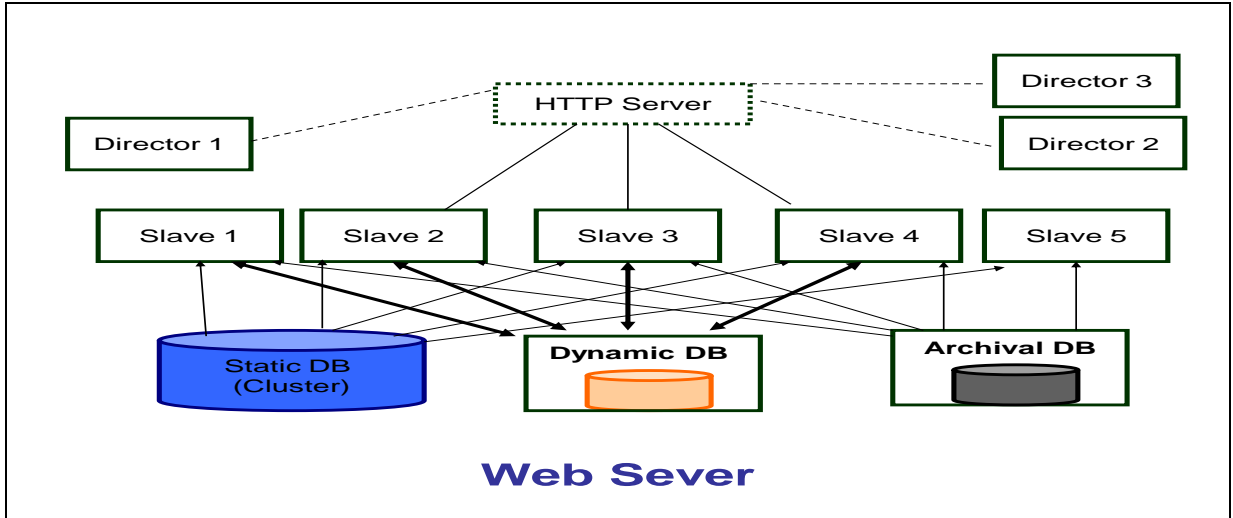 Director 3
HTTP Server
Director 1
Director 2
Slave 1
Slave 2
Slave 3
Slave 4
Slave 5
Static DB
(Cluster)
Dynamic DB
Archival DB
Web Sever